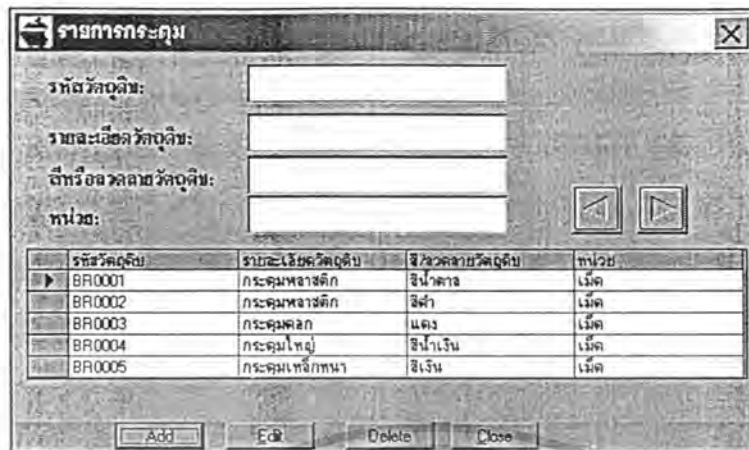 รายการกระดุม
รหัสวัตถุดิบ:
รายละเอียดวัตถุดิบ:
สีหรือลวดลายวัตถุดิบ:
หน่วย:
รหัสวัตถุดิบ รายละเอียดวัตถุดิบ สี/ลวดลายวัตถุดิบ หน่วย
BR0001 กระดุมพลาสติก สีน้ำตาล เม็ด
BR0002 กระดุมพลาสติก สีดำ เม็ด
BR0003 กระดุมดอก แดง เม็ด
BR0004 กระดุมใหญ่ สีน้ำเงิน เม็ด
BR0005 กระดุมเหล็กหนา สีเงิน เม็ด
Add Edit Delete Close